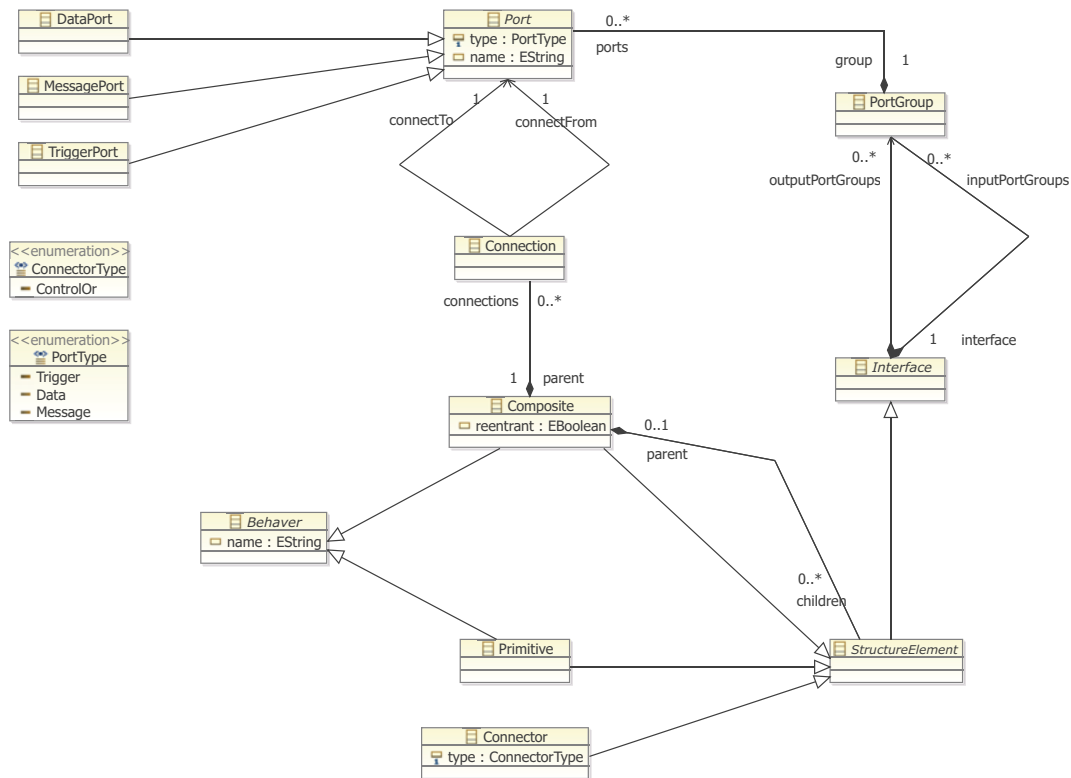 DataPort
MessagePort
TriggerPort
Port
type : PortType
name : EString
0..*
ports
group
1
PortGroup
1
connectTo
1
connectFrom
0..*
outputPortGroups
0..*
inputPortGroups
Connection
connections
0..*
<<enumeration>>
ConnectorType
ControlOr
<<enumeration>>
PortType
Trigger
Data
Message
1
interface
Interface
1
parent
Composite
reentrant : EBoolean
0..1
parent
Behaver
name : EString
0..*
children
Primitive
StructureElement
Connector
type : ConnectorType